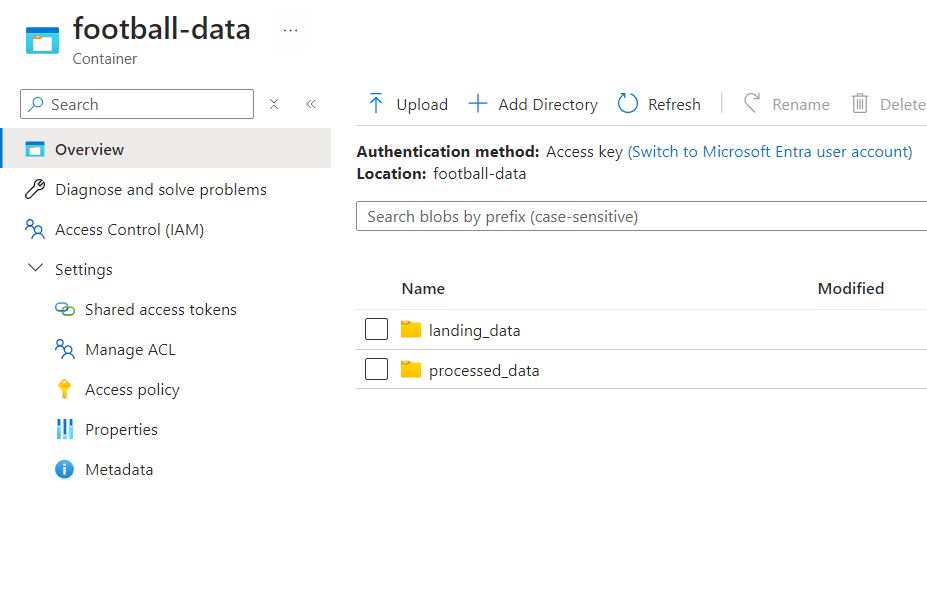 football-data ...
Container
Search
Overview
Diagnose and solve problems
Access Control (IAM)
Settings
Shared access tokens
Manage ACL
Access policy
Properties
Metadata
Upload Add Directory Refresh Rename Delete
Authentication method: Access key (Switch to Microsoft Entra user account)
Location: football-data
Search blobs by prefix (case-sensitive)
Name Modified
landing_data
processed_data